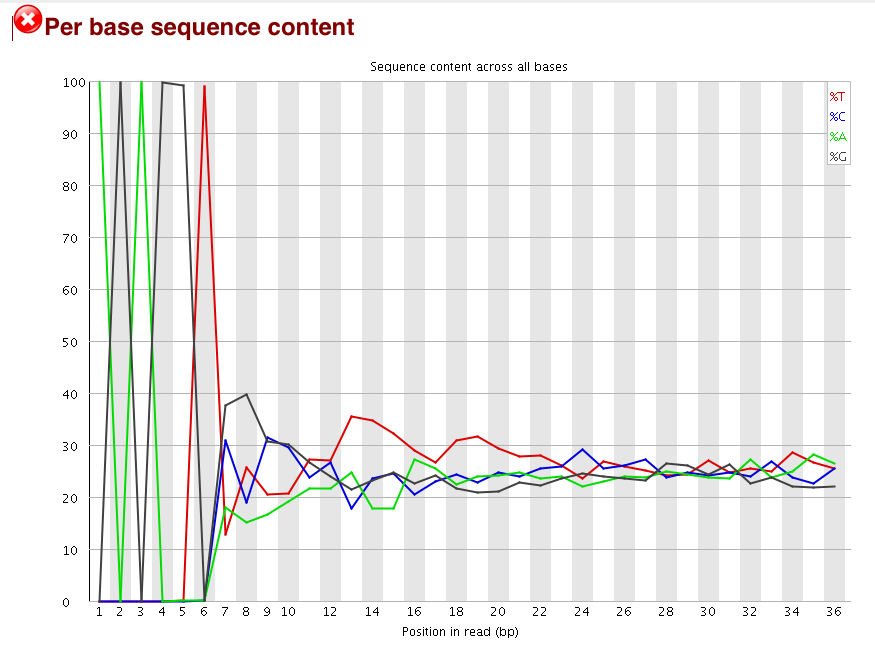 Per base sequence content
Sequence content across all bases
%T
%C
%A
%G
100
90
80
70
60
50
40
30
20
10
0
1 2 3 4 5 6 7 8 9 10 12 14 16 18 20 22 24 26 28 30 32 34 36
Position in read (bp)